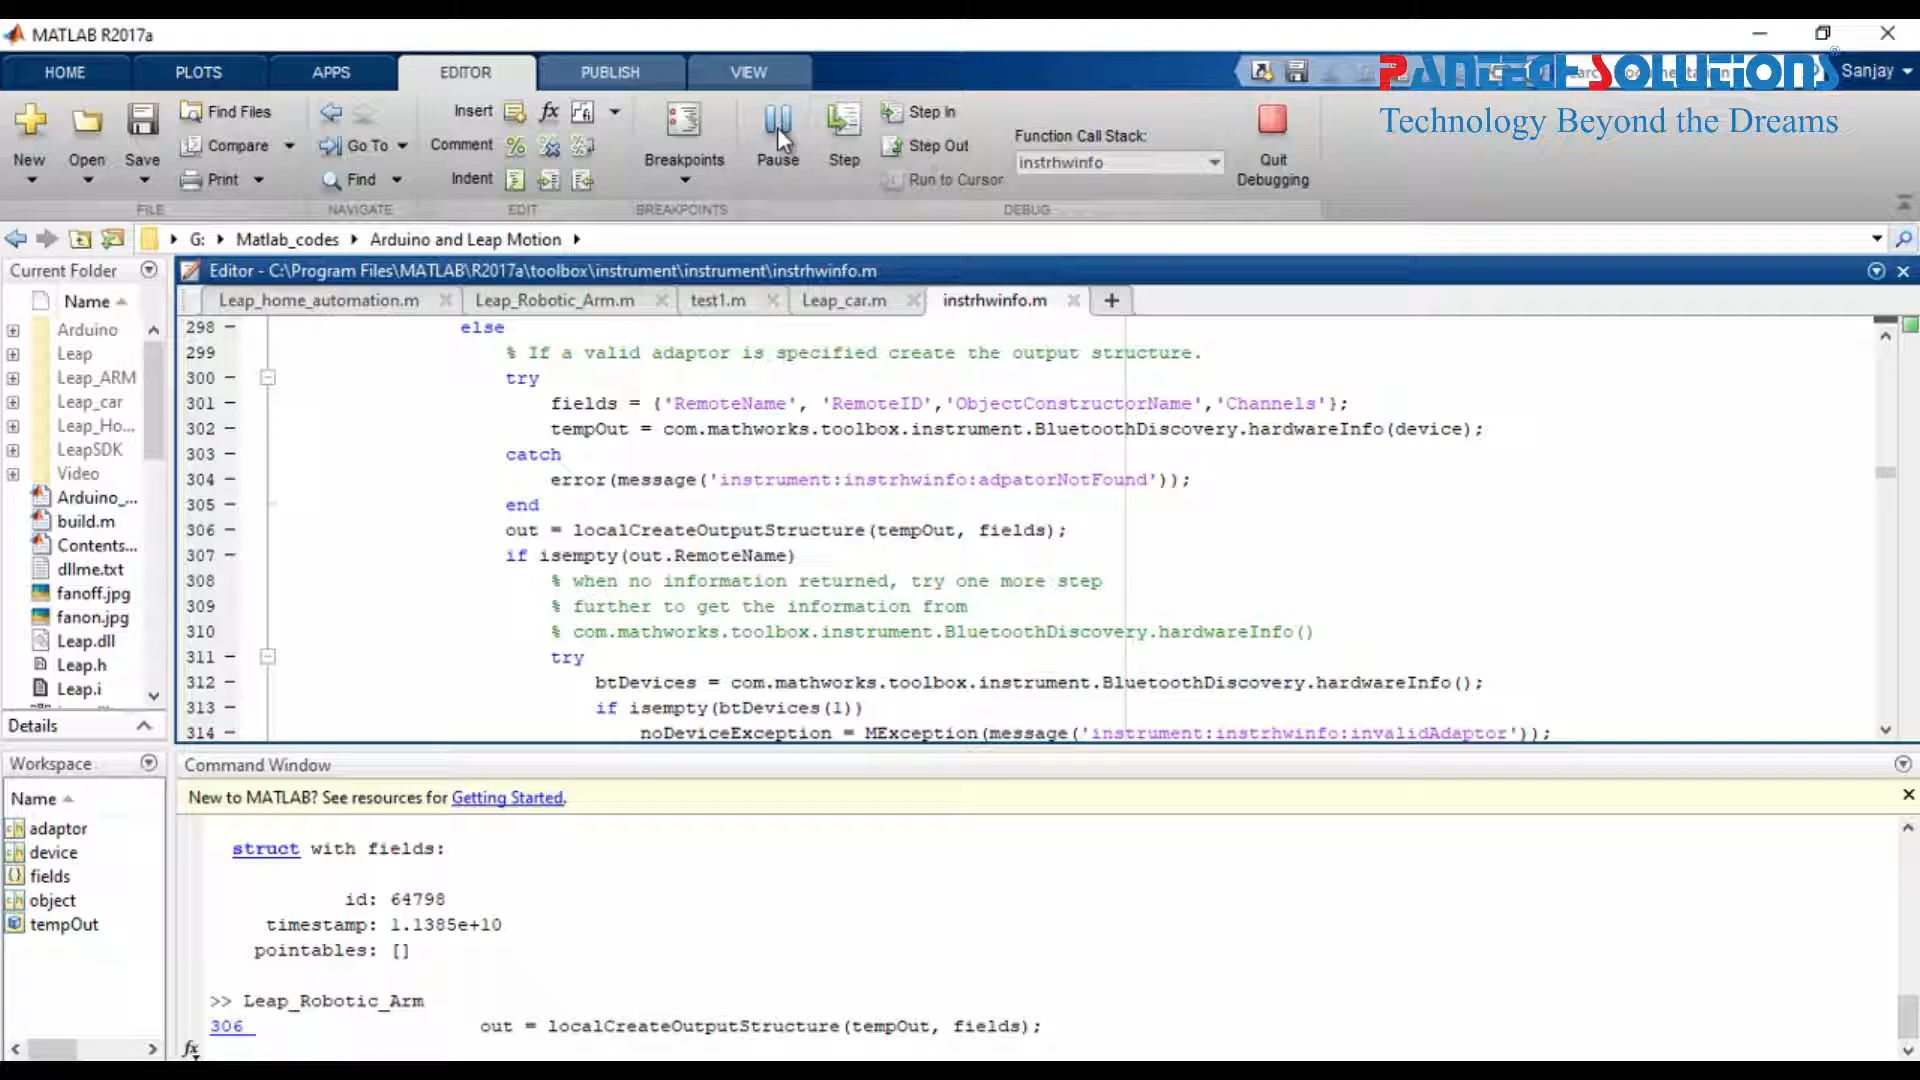 MATLAB R2017a
HOME
PLOTS
APPS
EDITOR
PUBLISH
VIEW
PANTECH SOLUTIONS
Technology Beyond the Dreams
Sanjay
New
Open
Save
Find Files
Compare
Print
Go To
Find
Insert
Comment
Indent
Breakpoints
Pause
Step
Step In
Step Out
Run to Cursor
Function Call Stack:
instrhwinfo
Quit
Debugging
FILE
NAVIGATE
EDIT
BREAKPOINTS
DEBUG
G:
Matlab_codes
Arduino and Leap Motion
Current Folder
Name
Arduino
Leap
Leap_ARM
Leap_car
Leap_Ho...
LeapSDK
Video
Arduino_...
build.m
Contents...
dllme.txt
fanoff.jpg
fanon.jpg
Leap.dll
Leap.h
Leap.i
Details
Workspace
Name
adaptor
device
fields
object
tempOut
Editor - C:\Program Files\MATLAB\R2017a\toolbox\instrument\instrument\instrhwinfo.m
Leap_home_automation.m
Leap_Robotic_Arm.m
test1.m
Leap_car.m
instrhwinfo.m
298 – else
299 % If a valid adaptor is specified create the output structure.
300 – try
301 – fields = {'RemoteName', 'RemoteID','ObjectConstructorName','Channels'};
302 – tempOut = com.mathworks.toolbox.instrument.BluetoothDiscovery.hardwareInfo(device);
303 – catch
304 – error(message('instrument:instrhwinfo:adpatorNotFound'));
305 – end
306 – out = localCreateOutputStructure(tempOut, fields);
307 – if isempty(out.RemoteName)
308 % when no information returned, try one more step
309 % further to get the information from
310 % com.mathworks.toolbox.instrument.BluetoothDiscovery.hardwareInfo()
311 – try
312 – btDevices = com.mathworks.toolbox.instrument.BluetoothDiscovery.hardwareInfo();
313 – if isempty(btDevices(1))
314 – noDeviceException = MException(message('instrument:instrhwinfo:invalidAdaptor'));
Command Window
New to MATLAB? See resources for Getting Started.
struct with fields:
id: 64798
timestamp: 1.1385e+10
pointables: []
>> Leap_Robotic_Arm
306 out = localCreateOutputStructure(tempOut, fields);
fx